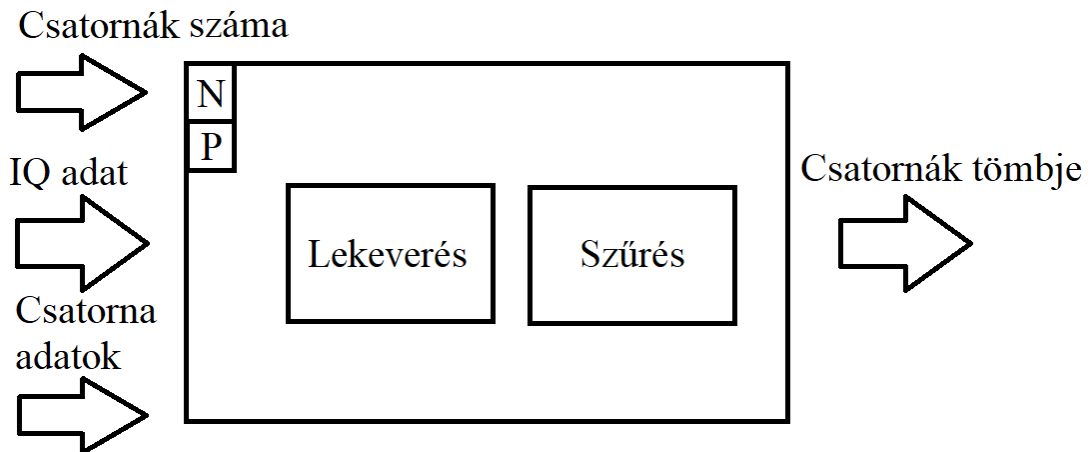 Csatornák száma
N
P
IQ adat
Csatorna
adatok
Lekeverés
Szűrés
Csatornák tömbje